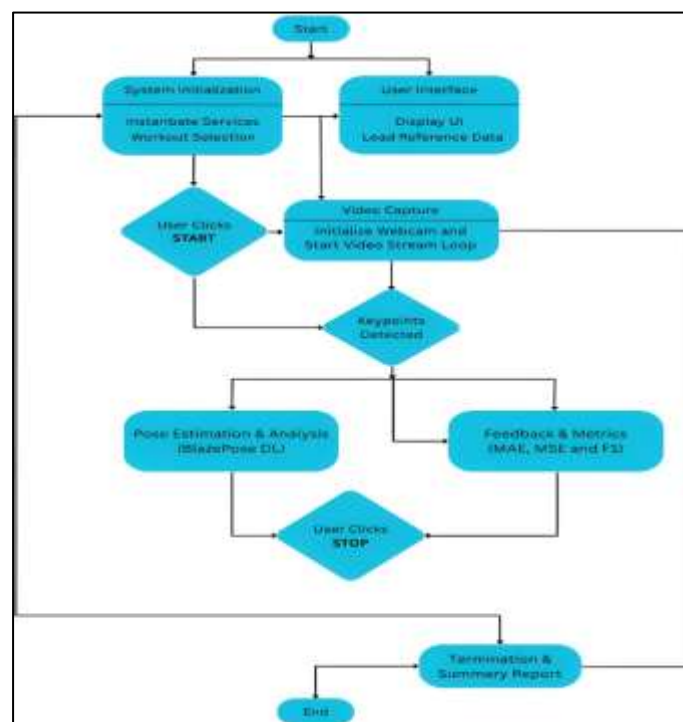 Start
System Initialization
Instantiate Services
Workout Selection
User Interface
Display UI
Load Reference Data
User Clicks
START
Video Capture
Initialize Webcam and
Start Video Stream Loop
Keypoints
Detected
Pose Estimation & Analysis
(BlazePose DL)
Feedback & Metrics
(MAE, MSE and FS)
User Clicks
STOP
Termination &
Summary Report
End